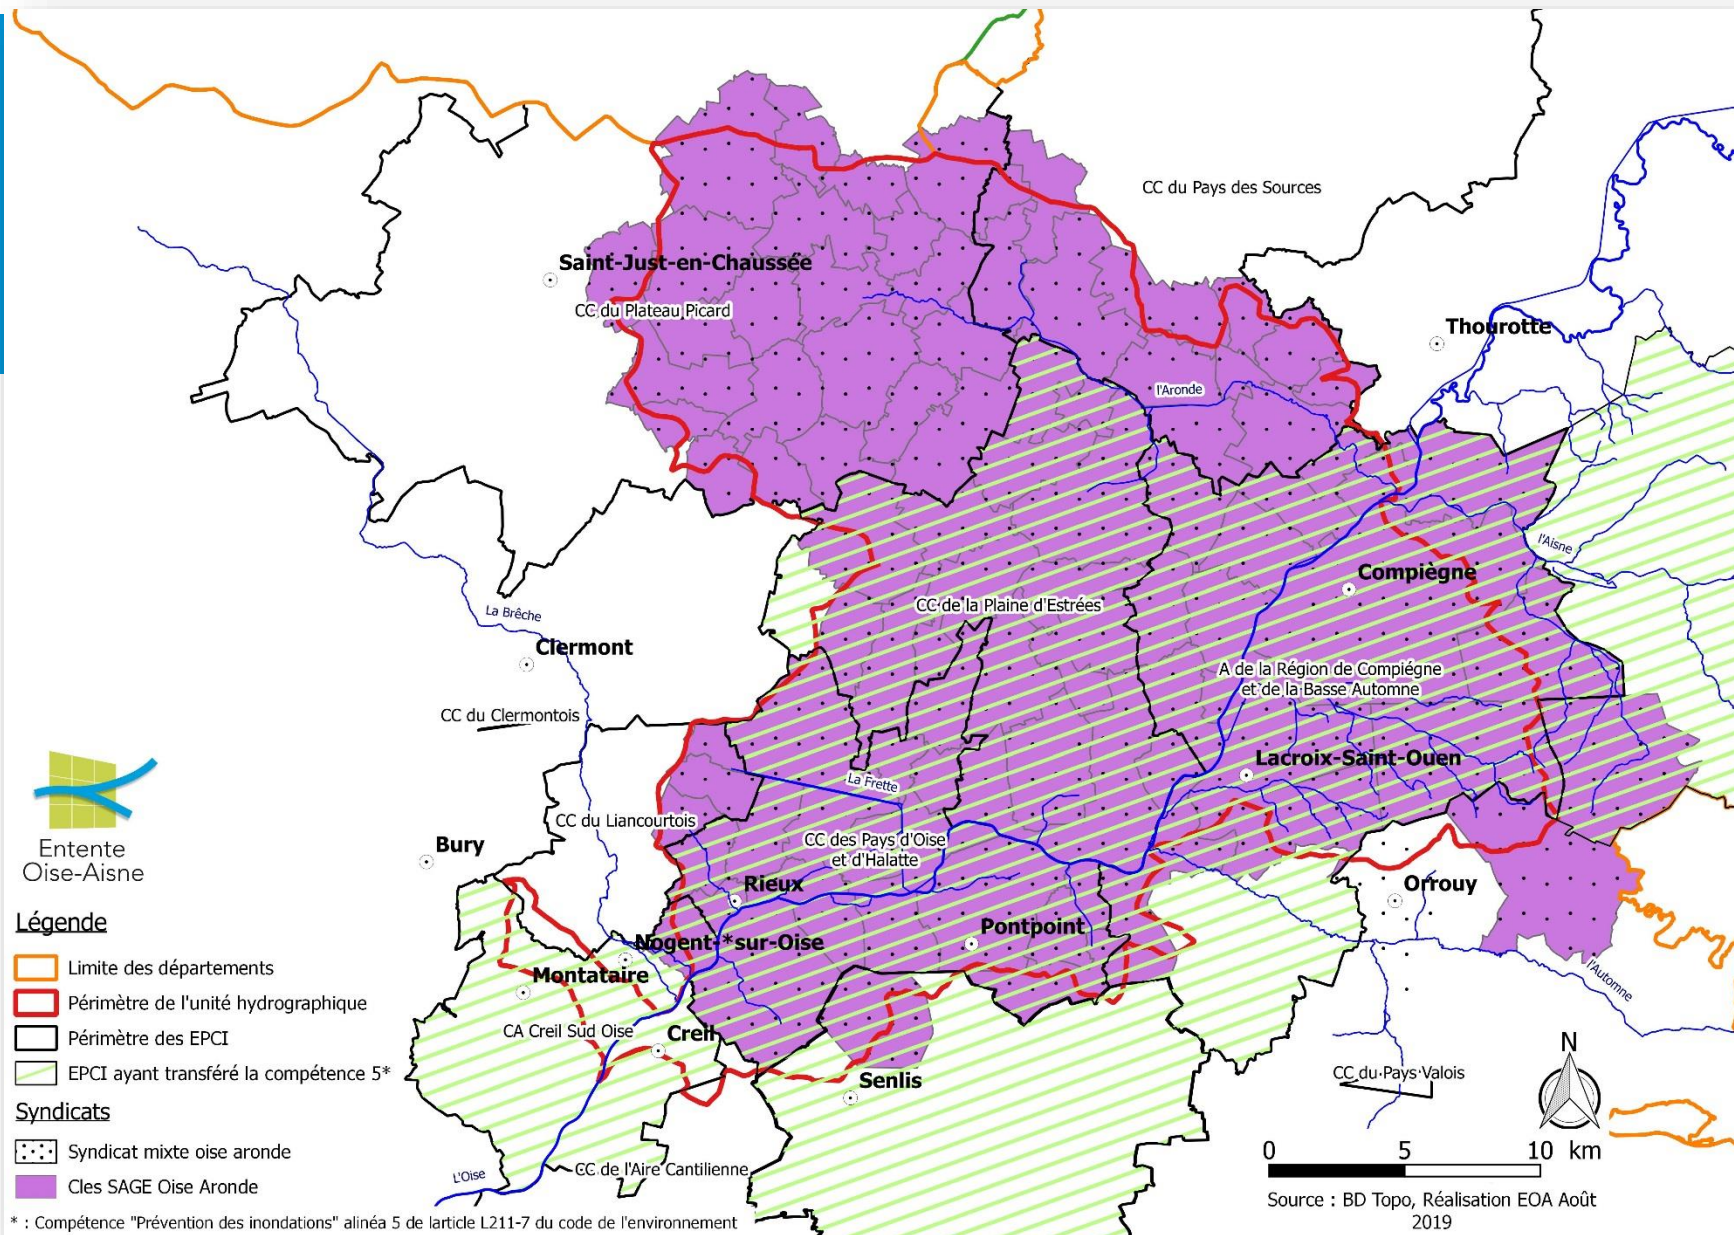 CC du Pays des Sources
Saint-Just-en-Chaussée
CC du Plateau Picard
Thourotte
l'Aronde
l'Aisne
Compiègne
CC de la Plaine d'Estrées
La Brêche
Clermont
A de la Région de Compiégne
et de la Basse Automne
CC du Clermontois
Lacroix-Saint-Ouen
La Frette
CC du Liancourtois
CC des Pays d'Oise
et d'Halatte
Bury
Entente
Oise-Aisne
Rieux
Orrouy
Pontpoint
Nogent-*sur-Oise
Montataire
l'Automne
CA Creil Sud Oise
Creil
Senlis
CC du Pays Valois
CC de l'Aire Cantilienne
L'Oise
Légende
Limite des départements
Périmètre de l'unité hydrographique
Périmètre des EPCI
EPCI ayant transféré la compétence 5*
Syndicats
Syndicat mixte oise aronde
Cles SAGE Oise Aronde
* : Compétence "Prévention des inondations" alinéa 5 de larticle L211-7 du code de l'environnement
N
0 5 10 km
Source : BD Topo, Réalisation EOA Août
2019